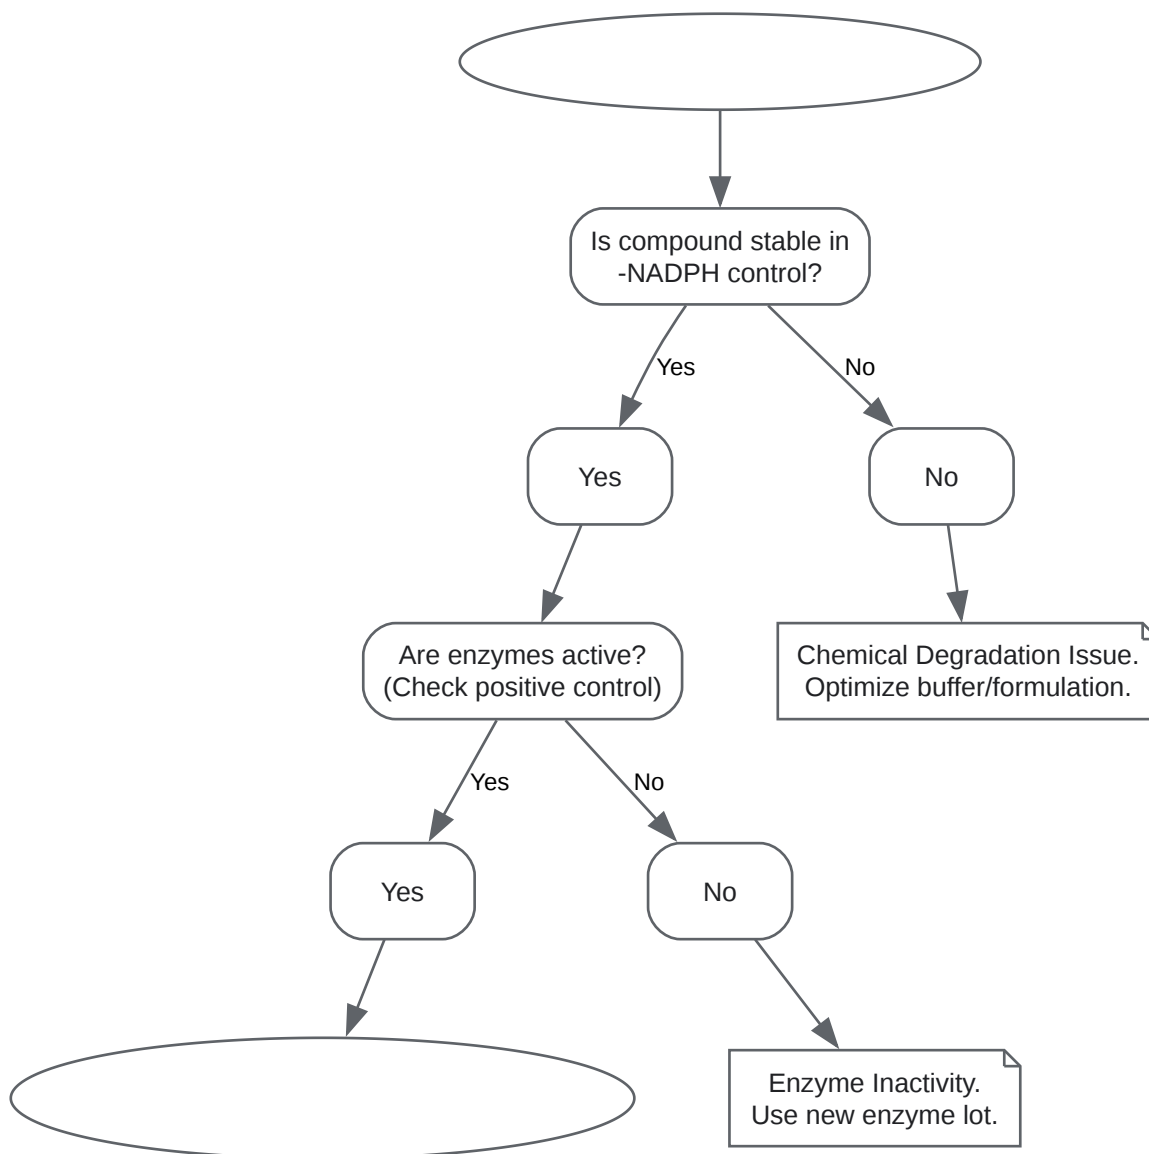 Is compound stable in
-NADPH control?
Yes
No
Yes
No
Are enzymes active?
(Check positive control)
Chemical Degradation Issue.
Optimize buffer/formulation.
Yes
No
Yes
No
Enzyme Inactivity.
Use new enzyme lot.